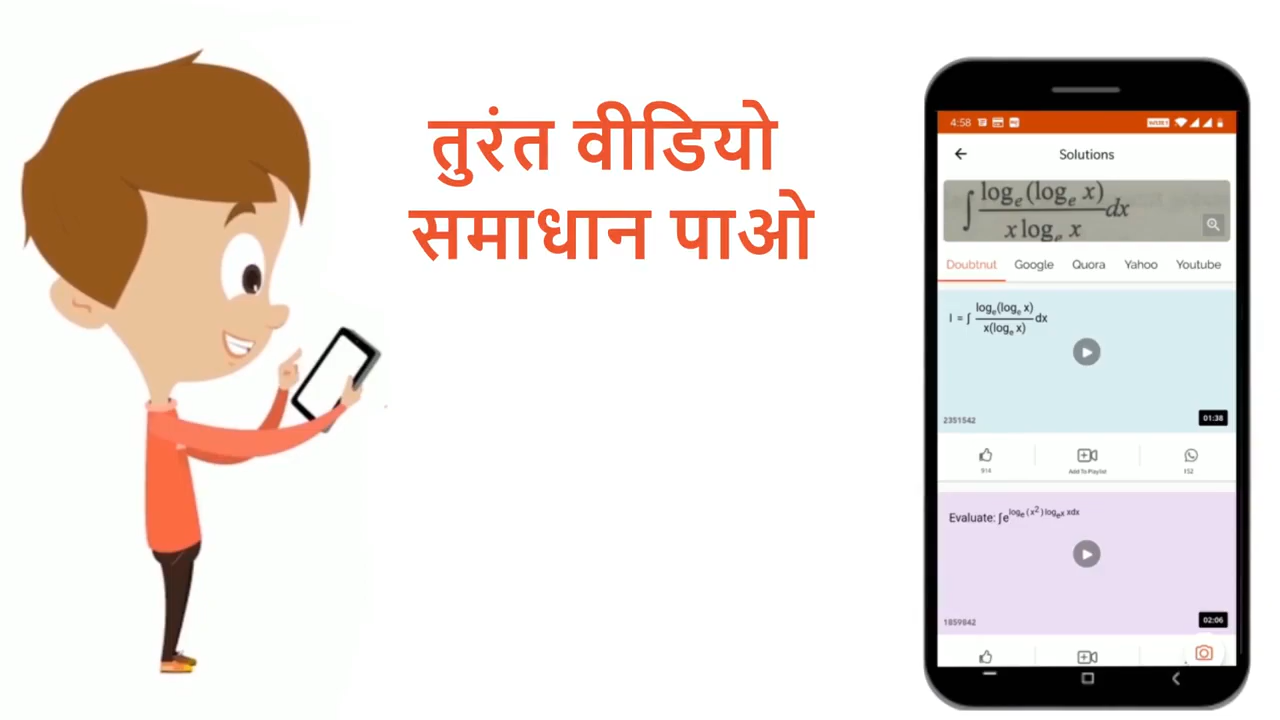 तुरंत वीडियो
समाधान पाओ
4:58
Solutions
∫ logₑ(logₑ x) / x logₑ x dx
Doubtnut Google Quora Yahoo Youtube
I = ∫ logₑ(logₑ x) / x(logₑ x) dx
2351542 01:38
914 Add To Playlist 152
Evaluate: ∫e^logₑ(x²) logₑx xdx
1859842 02:06